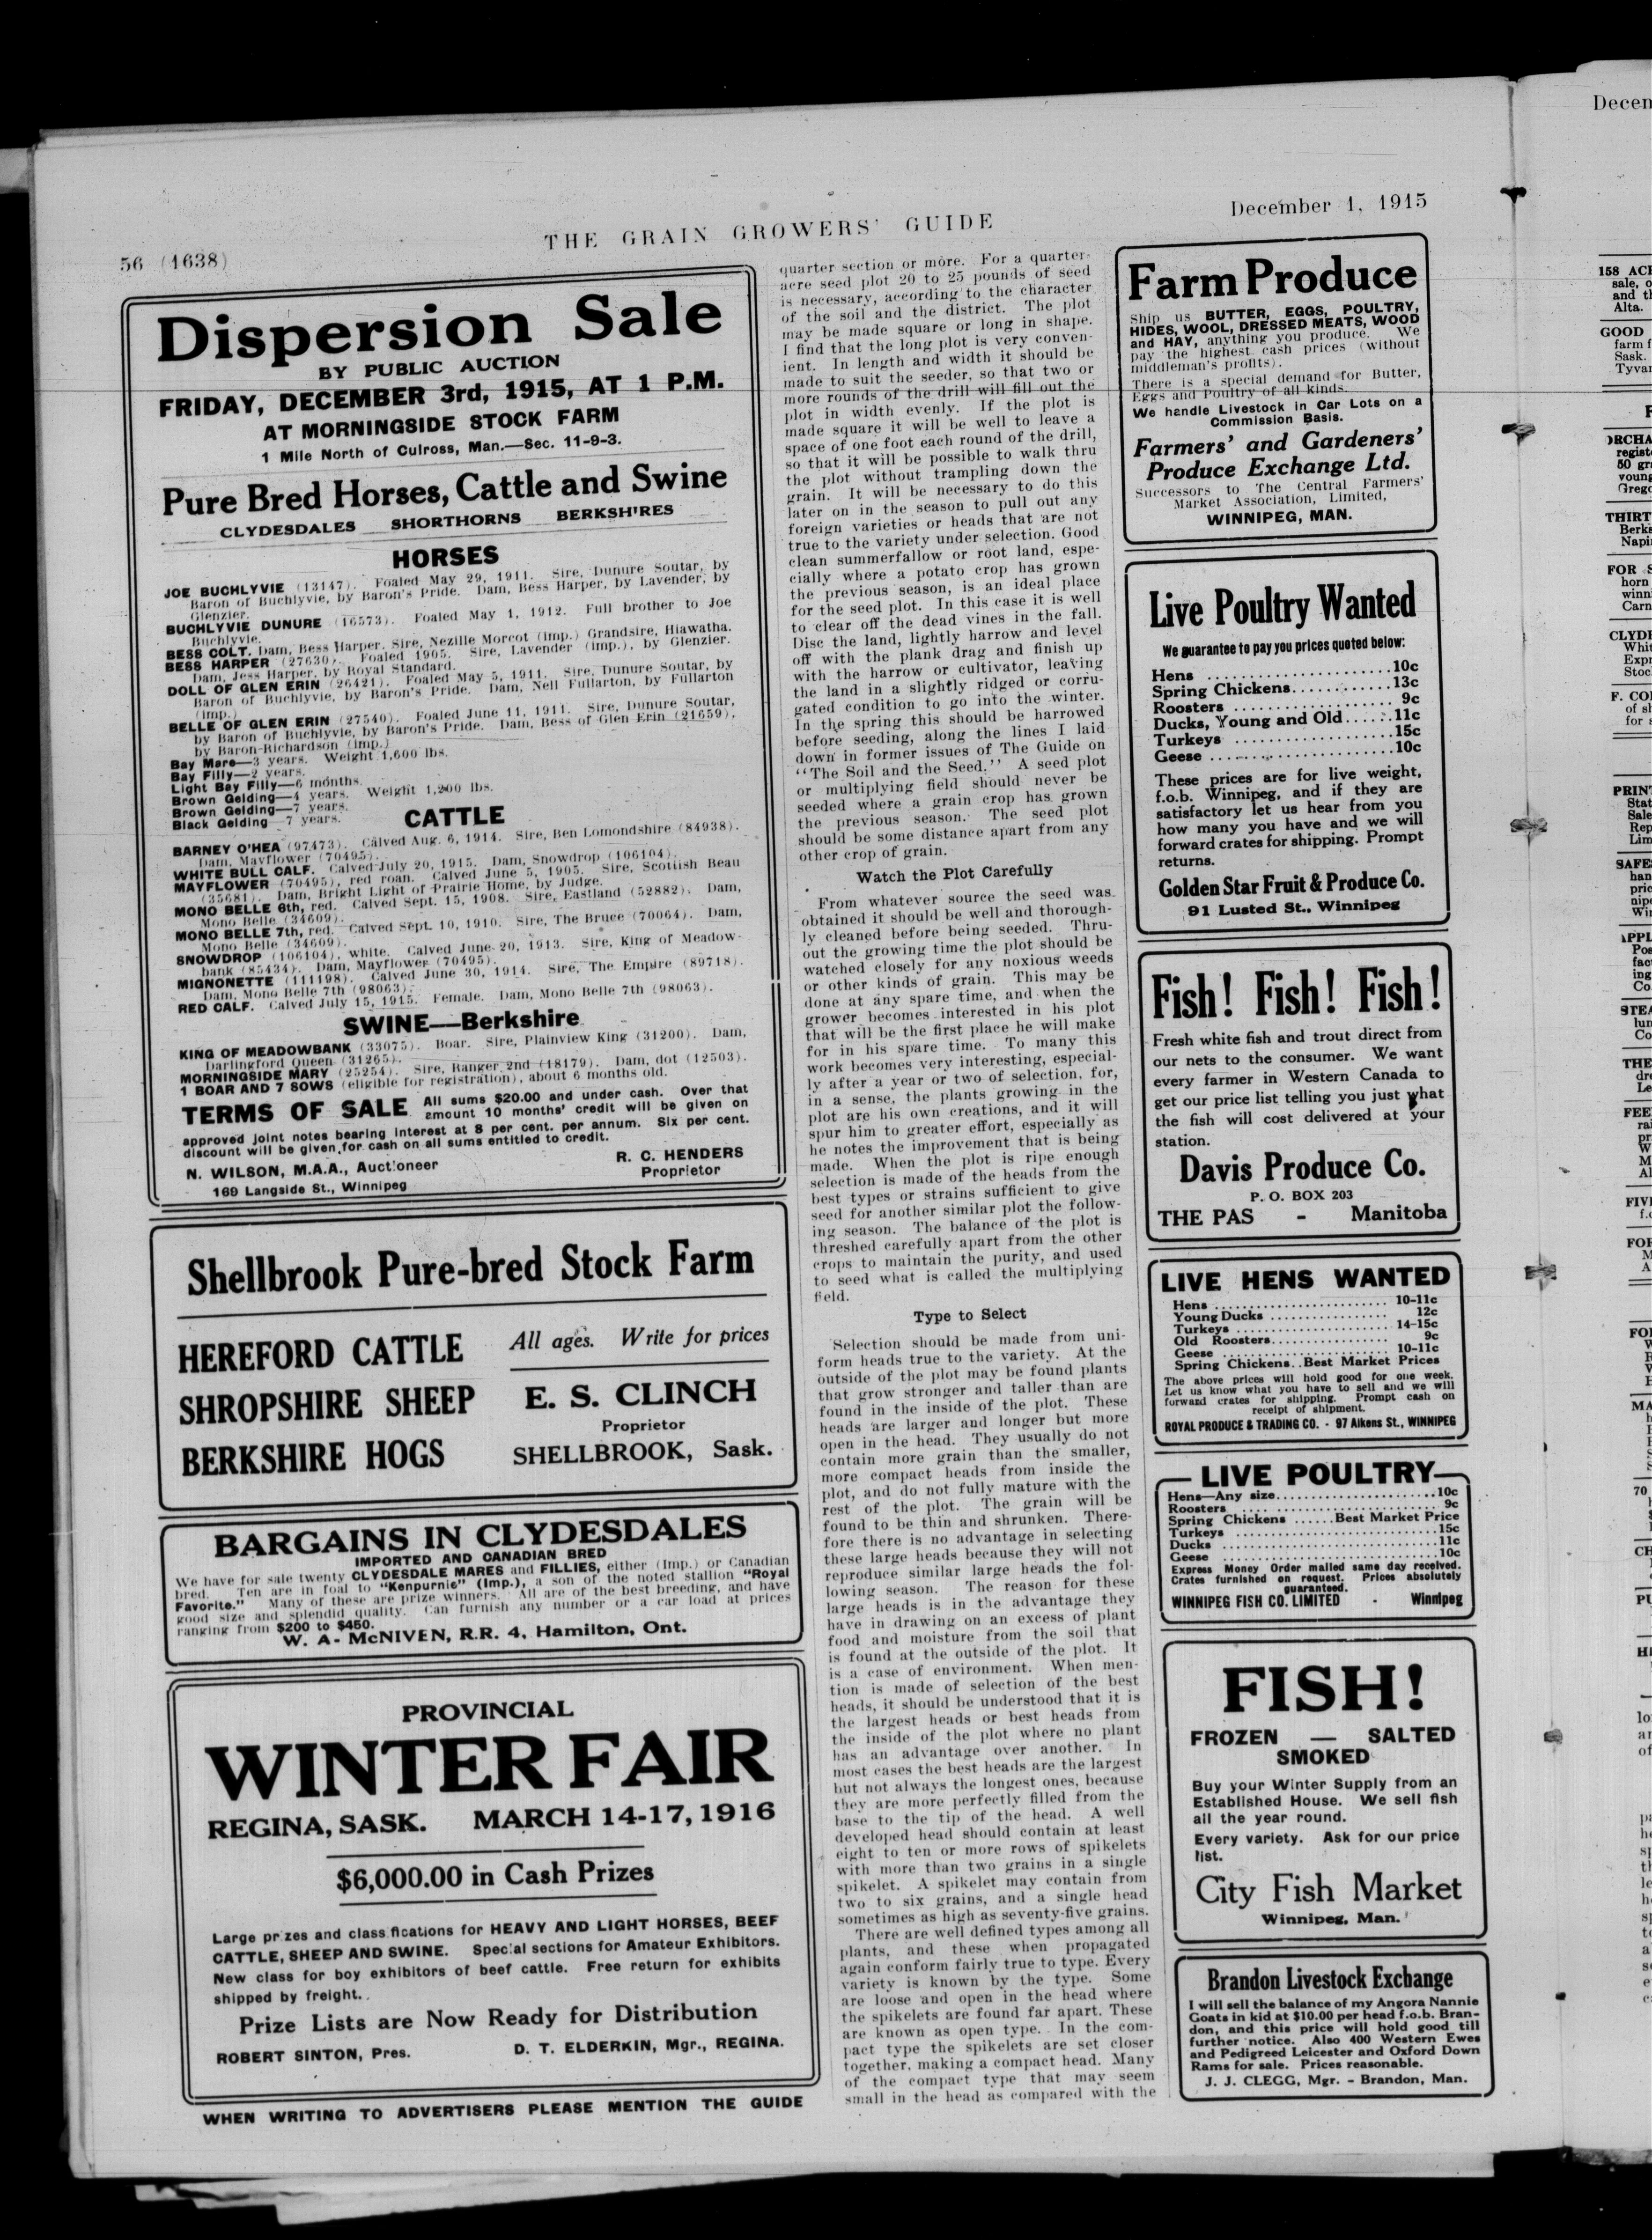 56 (1638)
THE GRAIN GROWERS' GUIDE
December 1, 1915
Dispersion Sale
BY PUBLIC AUCTION
FRIDAY, DECEMBER 3rd, 1915, AT 1 P.M.
AT MORNINGSIDE STOCK FARM
1 Mile North of Culross, Man.—Sec. 11-9-3.
Pure Bred Horses, Cattle and Swine
CLYDESDALES SHORTHORNS BERKSHIRES
HORSES
JOE BUCHLYVIE (13147). Foaled May 29, 1911. Sire, Dunure Soutar, by
Baron of Buchlyvie, by Baron's Pride. Dam, Bess Harper, by Lavender, by
Glenzier.
BUCHLYVIE DUNURE (16573). Foaled May 1, 1912. Full brother to Joe
Buchlyvie.
BESS COLT. Dam, Bess Harper. Sire, Nezille Morcot (imp.) Grandsire, Hiawatha.
BESS HARPER (27630). Foaled 1905. Sire, Lavender (imp.), by Glenzier.
Dam, Jess Harper, by Royal Standard.
DOLL OF GLEN ERIN (26421). Foaled May 5, 1911. Sire, Dunure Soutar, by
Baron of Buchlyvie, by Baron's Pride. Dam, Nell Fullarton, by Fullarton
(imp.)
BELLE OF GLEN ERIN (27540). Foaled June 11, 1911. Sire, Dunure Soutar,
by Baron of Buchlyvie, by Baron's Pride. Dam, Bess of Glen Erin (21659),
by Baron-Richardson (imp.)
Bay Mare—3 years. Weight 1,600 lbs.
Bay Filly—2 years.
Light Bay Filly—6 months.
Brown Gelding—4 years. Weight 1,200 lbs.
Brown Gelding—7 years.
Black Gelding—7 years.
CATTLE
BARNEY O'HEA (97473). Calved Aug. 6, 1914. Sire, Ben Lomondshire (84938).
Dam, Mayflower (70495).
WHITE BULL CALF. Calved July 20, 1915. Dam, Snowdrop (106104).
MAYFLOWER (70495), red roan. Calved June 5, 1905. Sire, Scottish Beau
(35681). Dam, Bright Light of Prairie Home, by Judge.
MONO BELLE 6th, red. Calved Sept. 15, 1908. Sire, Eastland (52882). Dam,
Mono Belle (34609).
MONO BELLE 7th, red. Calved Sept. 10, 1910. Sire, The Bruce (70064). Dam,
Mono Belle (34609).
SNOWDROP (106104), white. Calved June 20, 1913. Sire, King of Meadow-
bank (85434). Dam, Mayflower (70495).
MIGNONETTE (111198). Calved June 30, 1914. Sire, The Empire (89718).
Dam, Mono Belle 7th (98063).
RED CALF. Calved July 15, 1915. Female. Dam, Mono Belle 7th (98063).
SWINE—Berkshire
KING OF MEADOWBANK (33075). Boar. Sire, Plainview King (31200). Dam,
Darlingford Queen (31265).
MORNINGSIDE MARY (25254). Sire, Ranger 2nd (18179). Dam, dot (12503).
1 BOAR AND 7 SOWS (eligible for registration), about 6 months old.
TERMS OF SALE All sums $20.00 and under cash. Over that
amount 10 months' credit will be given on
approved joint notes bearing interest at 8 per cent. per annum. Six per cent.
discount will be given for cash on all sums entitled to credit.
N. WILSON, M.A.A., Auctioneer
169 Langside St., Winnipeg
R. C. HENDERS
Proprietor
Shellbrook Pure-bred Stock Farm
HEREFORD CATTLE
SHROPSHIRE SHEEP
BERKSHIRE HOGS
All ages. Write for prices
E. S. CLINCH
Proprietor
SHELLBROOK, Sask.
BARGAINS IN CLYDESDALES
IMPORTED AND CANADIAN BRED
We have for sale twenty CLYDESDALE MARES and FILLIES, either (Imp.) or Canadian
bred. Ten are in foal to "Kenpurnie" (Imp.), a son of the noted stallion "Royal
Favorite." Many of these are prize winners. All are of the best breeding, and have
good size and splendid quality. Can furnish any number or a car load at prices
ranging from $200 to $450.
W. A- McNIVEN, R.R. 4, Hamilton, Ont.
PROVINCIAL
WINTER FAIR
REGINA, SASK. MARCH 14-17, 1916
$6,000.00 in Cash Prizes
Large prizes and classifications for HEAVY AND LIGHT HORSES, BEEF
CATTLE, SHEEP AND SWINE. Special sections for Amateur Exhibitors.
New class for boy exhibitors of beef cattle. Free return for exhibits
shipped by freight.
Prize Lists are Now Ready for Distribution
ROBERT SINTON, Pres.
D. T. ELDERKIN, Mgr., REGINA.
WHEN WRITING TO ADVERTISERS PLEASE MENTION THE GUIDE
quarter section or more. For a quarter-
acre seed plot 20 to 25 pounds of seed
is necessary, according to the character
of the soil and the district. The plot
may be made square or long in shape.
I find that the long plot is very conven-
ient. In length and width it should be
made to suit the seeder, so that two or
more rounds of the drill will fill out the
plot in width evenly. If the plot is
made square it will be well to leave a
space of one foot each round of the drill,
so that it will be possible to walk thru
the plot without trampling down the
grain. It will be necessary to do this
later on in the season to pull out any
foreign varieties or heads that are not
true to the variety under selection. Good
clean summerfallow or root land, espe-
cially where a potato crop has grown
the previous season, is an ideal place
for the seed plot. In this case it is well
to clear off the dead vines in the fall.
Disc the land, lightly harrow and level
off with the plank drag and finish up
with the harrow or cultivator, leaving
the land in a slightly ridged or corru-
gated condition to go into the winter.
In the spring this should be harrowed
before seeding, along the lines I laid
down in former issues of The Guide on
"The Soil and the Seed." A seed plot
or multiplying field should never be
seeded where a grain crop has grown
the previous season. The seed plot
should be some distance apart from any
other crop of grain.
Watch the Plot Carefully
From whatever source the seed was
obtained it should be well and thorough-
ly cleaned before being seeded. Thru-
out the growing time the plot should be
watched closely for any noxious weeds
or other kinds of grain. This may be
done at any spare time, and when the
grower becomes interested in his plot
that will be the first place he will make
for in his spare time. To many this
work becomes very interesting, especial-
ly after a year or two of selection, for,
in a sense, the plants growing in the
plot are his own creations, and it will
spur him to greater effort, especially as
he notes the improvement that is being
made. When the plot is ripe enough
selection is made of the heads from the
best types or strains sufficient to give
seed for another similar plot the follow-
ing season. The balance of the plot is
threshed carefully apart from the other
crops to maintain the purity, and used
to seed what is called the multiplying
field.
Type to Select
Selection should be made from uni-
form heads true to the variety. At the
outside of the plot may be found plants
that grow stronger and taller than are
found in the inside of the plot. These
heads are larger and longer but more
open in the head. They usually do not
contain more grain than the smaller,
more compact heads from inside the
plot, and do not fully mature with the
rest of the plot. The grain will be
found to be thin and shrunken. There-
fore there is no advantage in selecting
these large heads because they will not
reproduce similar large heads the fol-
lowing season. The reason for these
large heads is in the advantage they
have in drawing on an excess of plant
food and moisture from the soil that
is found at the outside of the plot. It
is a case of environment. When men-
tion is made of selection of the best
heads, it should be understood that it is
the largest heads or best heads from
the inside of the plot where no plant
has an advantage over another. In
most cases the best heads are the largest
but not always the longest ones, because
they are more perfectly filled from the
base to the tip of the head. A well
developed head should contain at least
eight to ten or more rows of spikelets
with more than two grains in a single
spikelet. A spikelet may contain from
two to six grains, and a single head
sometimes as high as seventy-five grains.
There are well defined types among all
plants, and these when propagated
again conform fairly true to type. Every
variety is known by the type. Some
are loose and open in the head where
the spikelets are found far apart. These
are known as open type. In the com-
pact type the spikelets are set closer
together, making a compact head. Many
of the compact type that may seem
small in the head as compared with the
Farm Produce
Ship us BUTTER, EGGS, POULTRY,
HIDES, WOOL, DRESSED MEATS, WOOD
and HAY, anything you produce. We
pay the highest cash prices (without
middleman's profits).
There is a special demand for Butter,
Eggs and Poultry of all kinds.
We handle Livestock in Car Lots on a
Commission Basis.
Farmers' and Gardeners'
Produce Exchange Ltd.
Successors to The Central Farmers'
Market Association, Limited,
WINNIPEG, MAN.
Live Poultry Wanted
We guarantee to pay you prices quoted below:
Hens ....................10c
Spring Chickens............13c
Roosters .................... 9c
Ducks, Young and Old......11c
Turkeys ...................15c
Geese ....................10c
These prices are for live weight,
f.o.b. Winnipeg, and if they are
satisfactory let us hear from you
how many you have and we will
forward crates for shipping. Prompt
returns.
Golden Star Fruit & Produce Co.
91 Lusted St., Winnipeg
Fish! Fish! Fish!
Fresh white fish and trout direct from
our nets to the consumer. We want
every farmer in Western Canada to
get our price list telling you just what
the fish will cost delivered at your
station.
Davis Produce Co.
P. O. BOX 203
THE PAS - Manitoba
LIVE HENS WANTED
Hens ........................ 10-11c
Young Ducks ................ 12c
Turkeys ..................... 14-15c
Old Roosters................ 9c
Geese ....................... 10-11c
Spring Chickens..Best Market Prices
The above prices will hold good for one week.
Let us know what you have to sell and we will
forward crates for shipping. Prompt cash on
receipt of shipment.
ROYAL PRODUCE & TRADING CO. - 97 Aikens St., WINNIPEG
LIVE POULTRY
Hens—Any size......................10c
Roosters .......................... 9c
Spring Chickens ......Best Market Price
Turkeys ...........................15c
Ducks .............................11c
Geese .............................10c
Express Money Order mailed same day received.
Crates furnished on request. Prices absolutely
guaranteed.
WINNIPEG FISH CO. LIMITED - Winnipeg
FISH!
FROZEN — SALTED
SMOKED
Buy your Winter Supply from an
Established House. We sell fish
all the year round.
Every variety. Ask for our price
list.
City Fish Market
Winnipeg, Man.
Brandon Livestock Exchange
I will sell the balance of my Angora Nannie
Goats in kid at $10.00 per head f.o.b. Bran-
don, and this price will hold good till
further notice. Also 400 Western Ewes
and Pedigreed Leicester and Oxford Down
Rams for sale. Prices reasonable.
J. J. CLEGG, Mgr. - Brandon, Man.
Decem
158 ACR
sale, o
and th
Alta.
GOOD
farm f
Sask.
Tyvan